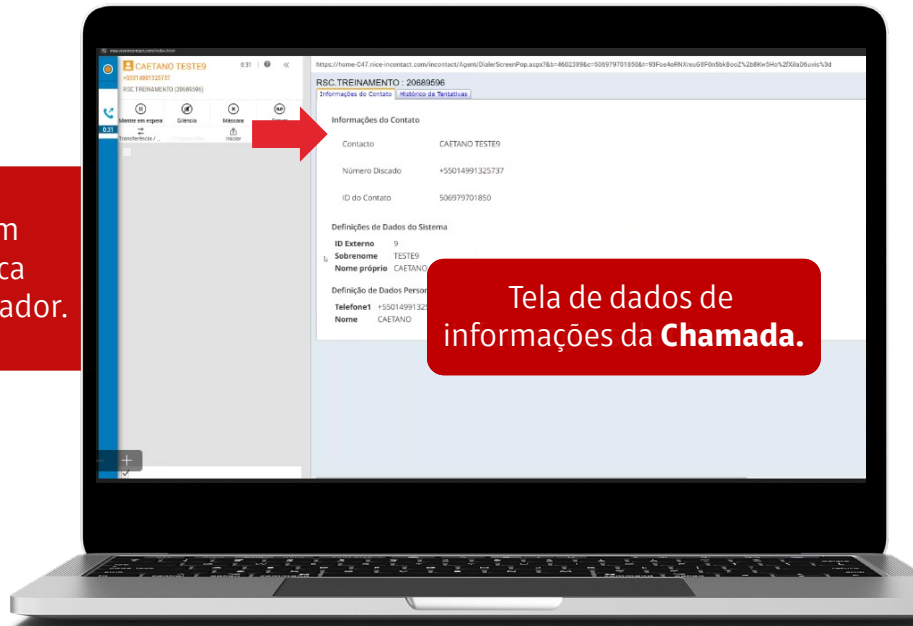 CAETANO TESTE9
0:31
+55014991325737
RSC.TREINAMENTO (20689596)
Manter em espera
Silêncio
Máscara
Transferência / ...
Iniciar
0:31
RSC.TREINAMENTO : 20689596
Informações do Contato
Histórico de Tentativas
Informações do Contato
Contacto CAETANO TESTE9
Número Discado +55014991325737
ID do Contato 506979701850
Definições de Dados do Sistema
ID Externo 9
Sobrenome TESTE9
Nome próprio CAETANO
Definição de Dados
Telefone1
Nome CAETANO
ador.
Tela de dados de
informações da Chamada.